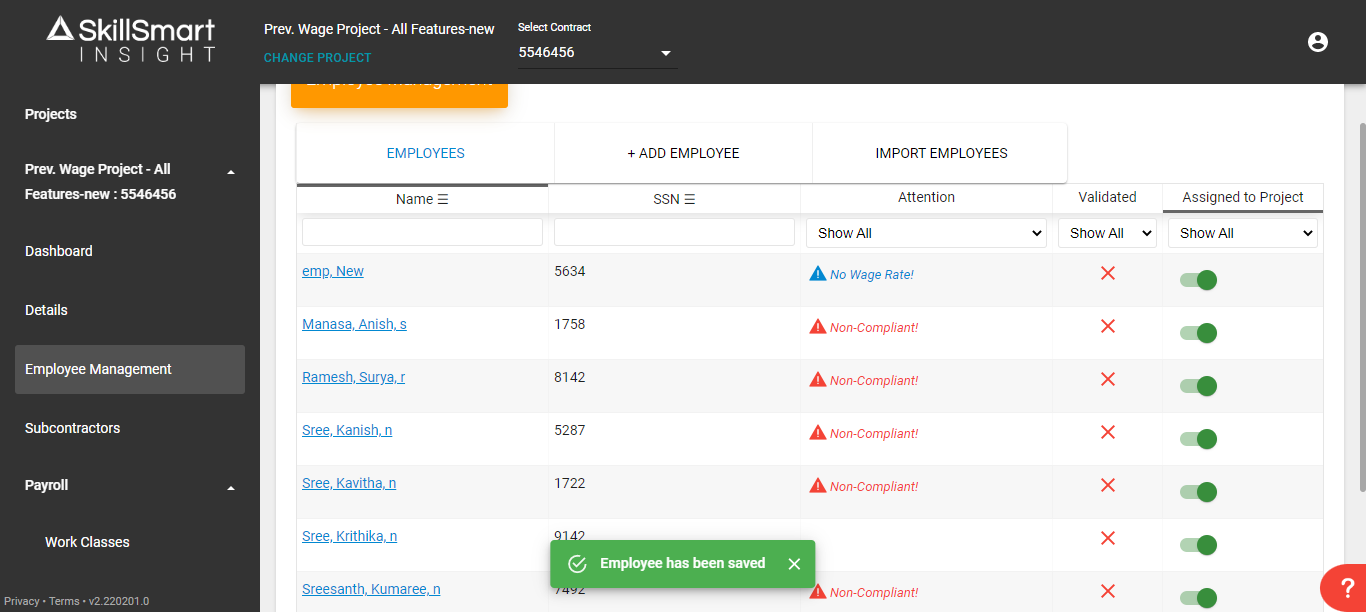 SkillSmart
INSIGHT
Prev. Wage Project - All Features-new
CHANGE PROJECT
Select Contract
5546456
Projects
Prev. Wage Project - All
Features-new : 5546456
Dashboard
Details
Employee Management
Subcontractors
Payroll
Work Classes
Privacy • Terms • v2.220201.0
Employee Management
EMPLOYEES
+ ADD EMPLOYEE
IMPORT EMPLOYEES
Name ☰ SSN ☰ Attention Validated Assigned to Project
Show All Show All Show All
emp, New 5634 No Wage Rate!
Manasa, Anish, s 1758 Non-Compliant!
Ramesh, Surya, r 8142 Non-Compliant!
Sree, Kanish, n 5287 Non-Compliant!
Sree, Kavitha, n 1722 Non-Compliant!
Sree, Krithika, n 9142
Sreesanth, Kumaree, n 7492 Non-Compliant!
Employee has been saved
?